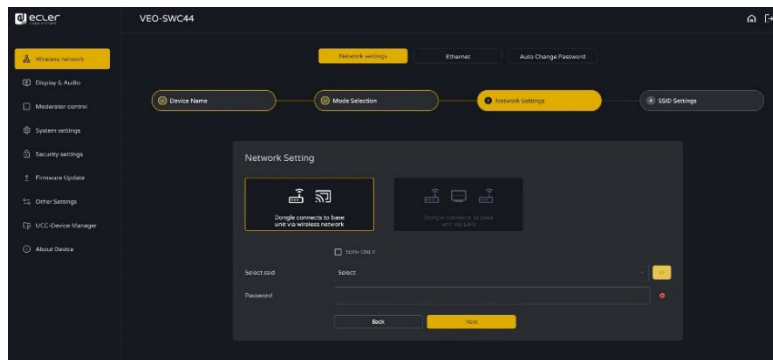 ecler
VEO-SWC44
Wireless network
Display & Audio
Moderator control
System settings
Security settings
Firmware Update
Other Settings
UCC-Device Manager
About Device
Network settings
Ethernet
Auto Change Password
Device Name
Mode Selection
Network Settings
SSID Settings
Network Setting
Dongle connects to base
unit via wireless network
Dongle connects to base
unit via LAN
ONLY
Select ssid
Select
Password
Back
Next